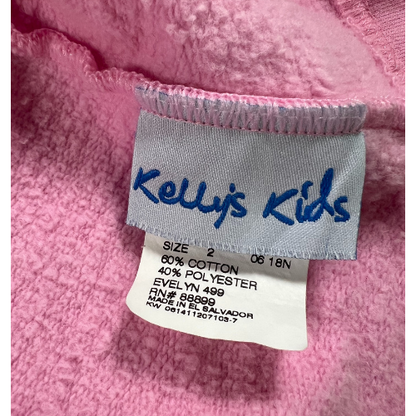 Kelly's Kids
SIZE 2 06 18N
60% COTTON
40% POLYESTER
EVELYN 499
RN# 88899
MADE IN EL SALVADOR
KW 081411207103-7